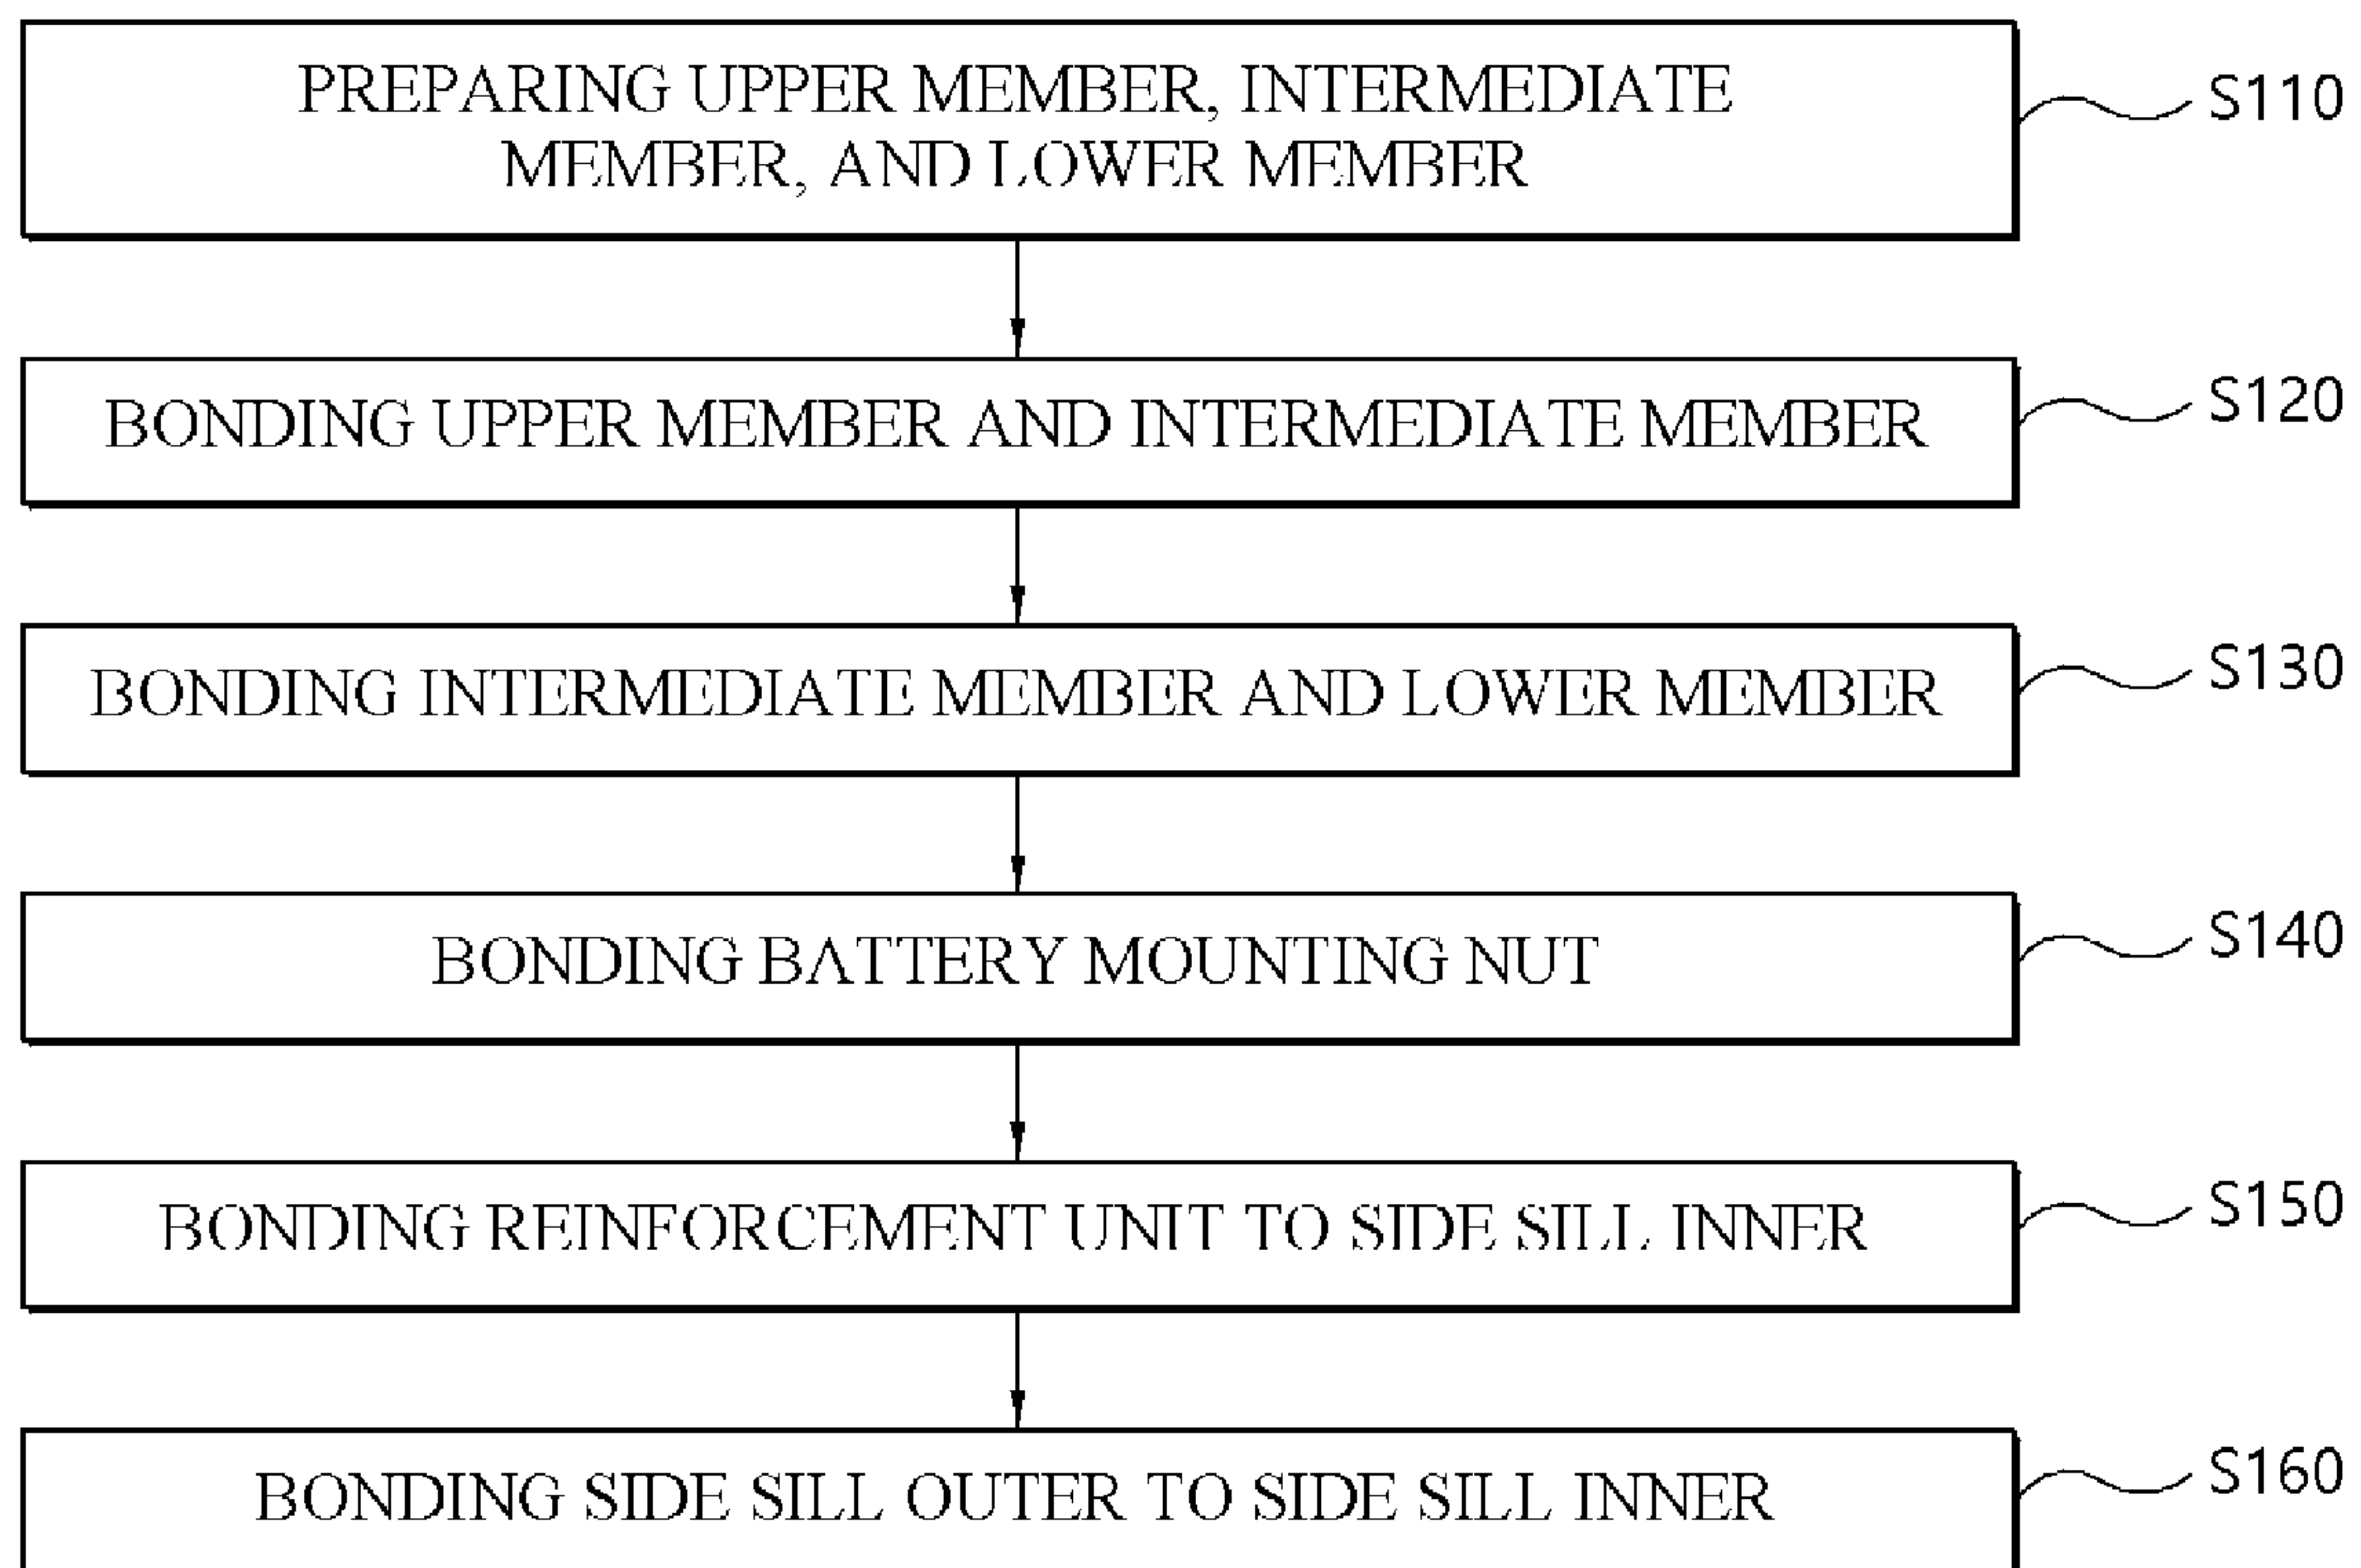 PREPARING UPPER MEMBER, INTERMEDIATE
MEMBER, AND LOWER MEMBER
S110
BONDING UPPER MEMBER AND INTERMEDIATE MEMBER
S120
BONDING INTERMEDIATE MEMBER AND LOWER MEMBER
S130
BONDING BATTERY MOUNTING NUT
S140
BONDING REINFORCEMENT UNIT TO SIDE SILL INNER
S150
BONDING SIDE SILL OUTER TO SIDE SILL INNER
S160